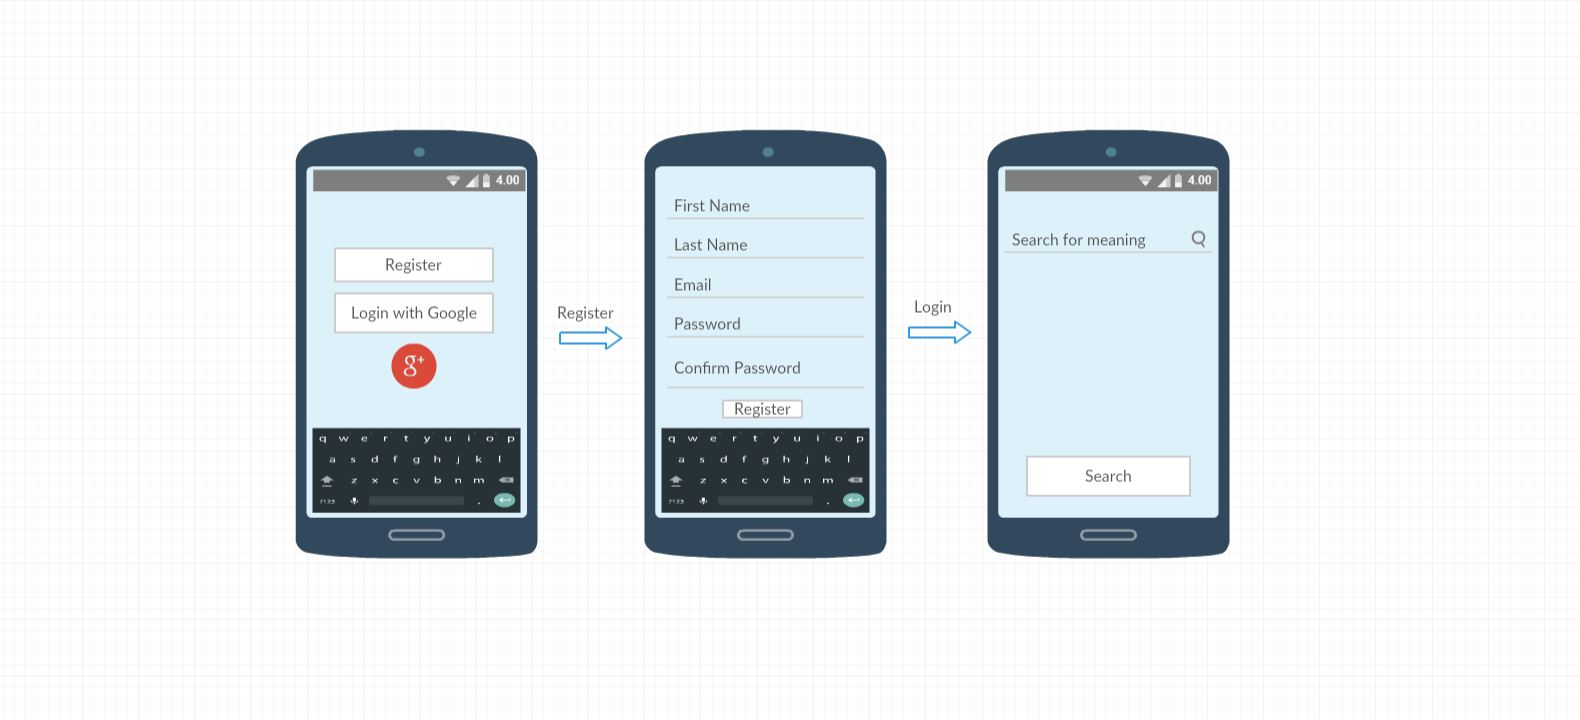 4.00
Register
Login with Google
g+
q w e r t y u i o p
a s d f g h j k l
z x c v b n m
?123 .
Register
First Name
Last Name
Email
Password
Confirm Password
Register
q w e r t y u i o p
a s d f g h j k l
z x c v b n m
?123 .
Login
4.00
Search for meaning
Search